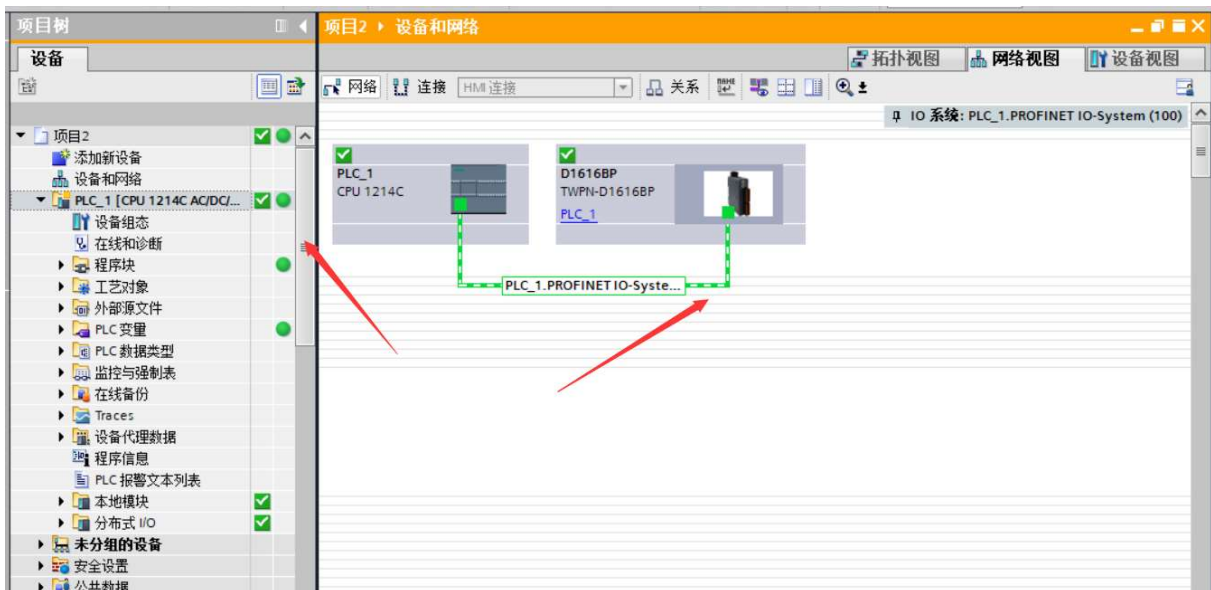 项目树
项目2 ▸ 设备和网络
设备
拓扑视图
网络视图
设备视图
网络
连接
HMI 连接
关系
IO 系统: PLC_1.PROFINET IO-System (100)
项目2
添加新设备
设备和网络
PLC_1 [CPU 1214C AC/DC/...
设备组态
在线和诊断
程序块
工艺对象
外部源文件
PLC 变量
PLC 数据类型
监控与强制表
在线备份
Traces
设备代理数据
程序信息
PLC 报警文本列表
本地模块
分布式 I/O
未分组的设备
安全设置
公共数据
PLC_1
CPU 1214C
D1616BP
TWPN-D1616BP
PLC_1
PLC_1.PROFINET IO-Syste...